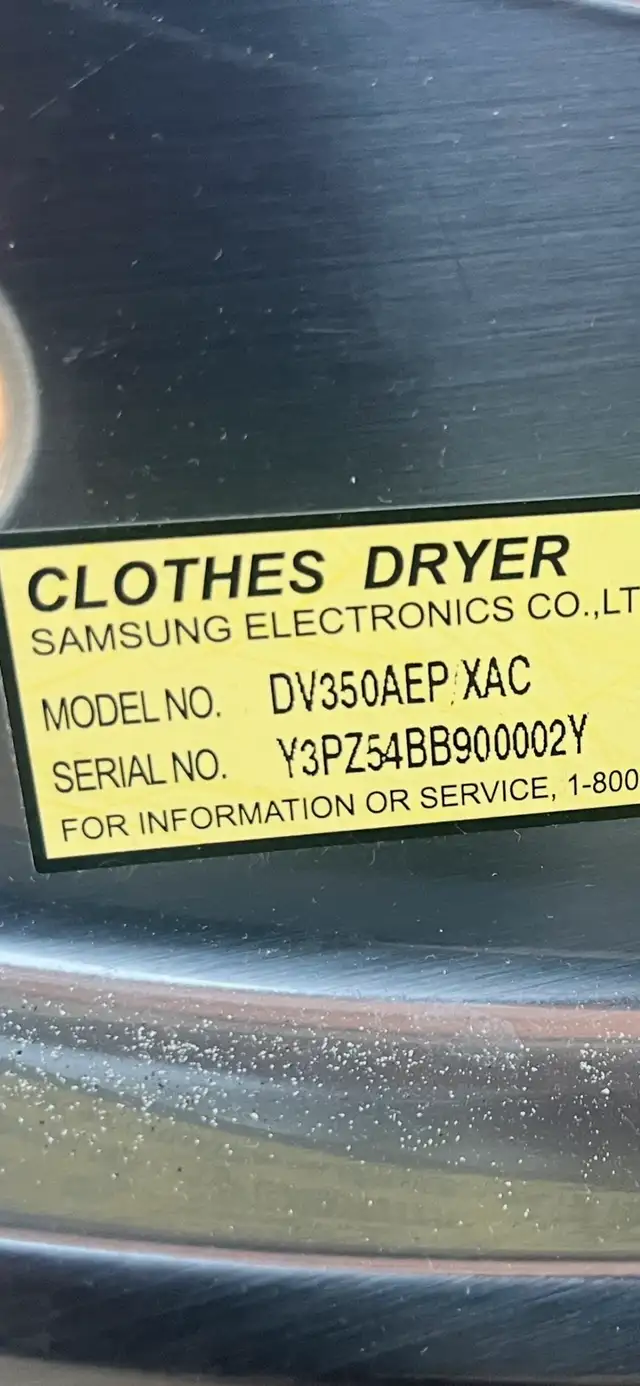 CLOTHES DRYER
SAMSUNG ELECTRONICS CO.,LT
MODEL NO. DV350AEP/XAC
SERIAL NO. Y3PZ54BB900002Y
FOR INFORMATION OR SERVICE, 1-800